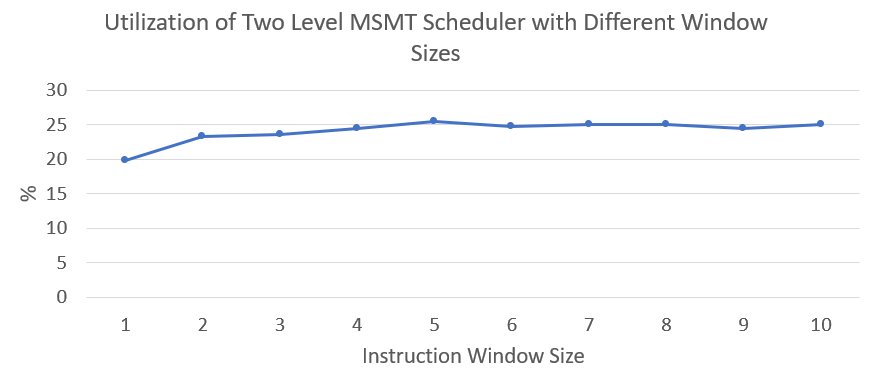 Utilization of Two Level MSMT Scheduler with Different Window
Sizes
30
25
20
15
10
5
0
%
1 2 3 4 5 6 7 8 9 10
Instruction Window Size